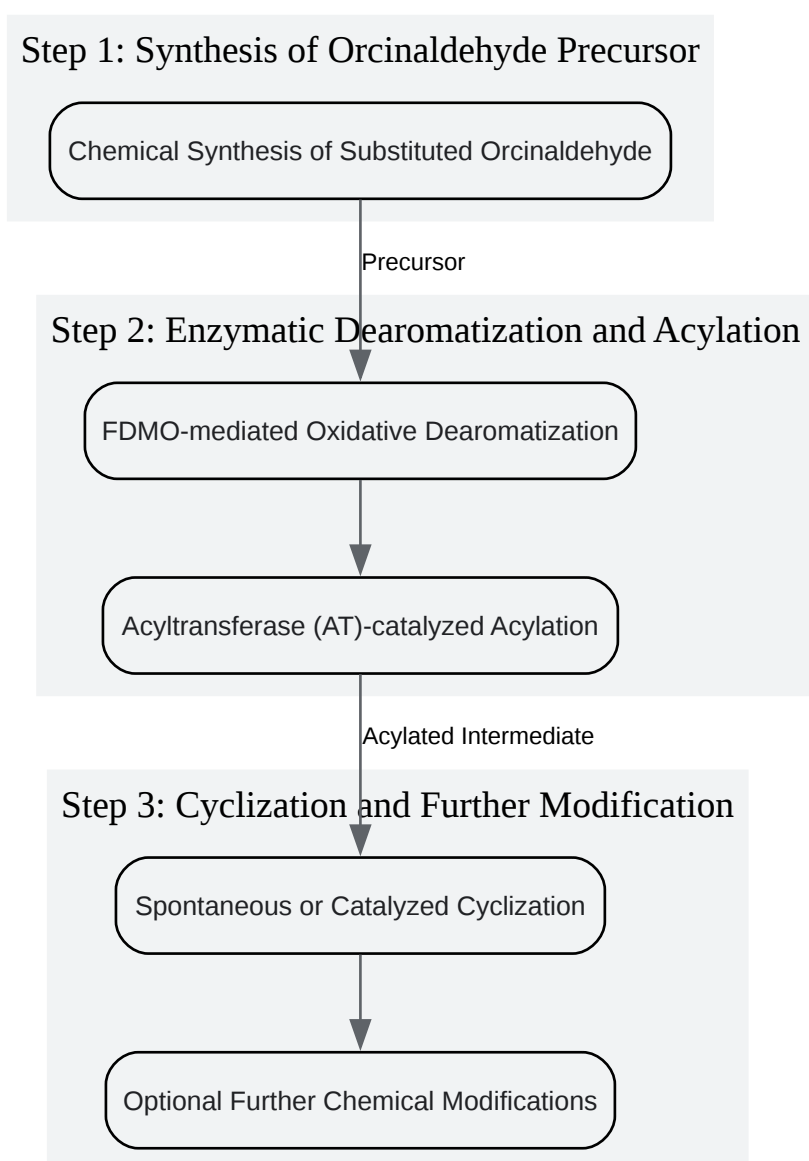 Step 1: Synthesis of Orcinaldehyde Precursor
Chemical Synthesis of Substituted Orcinaldehyde
Precursor
Step 2: Enzymatic Dearomatization and Acylation
FDMO-mediated Oxidative Dearomatization
Acyltransferase (AT)-catalyzed Acylation
Acylated Intermediate
Step 3: Cyclization and Further Modification
Spontaneous or Catalyzed Cyclization
Optional Further Chemical Modifications